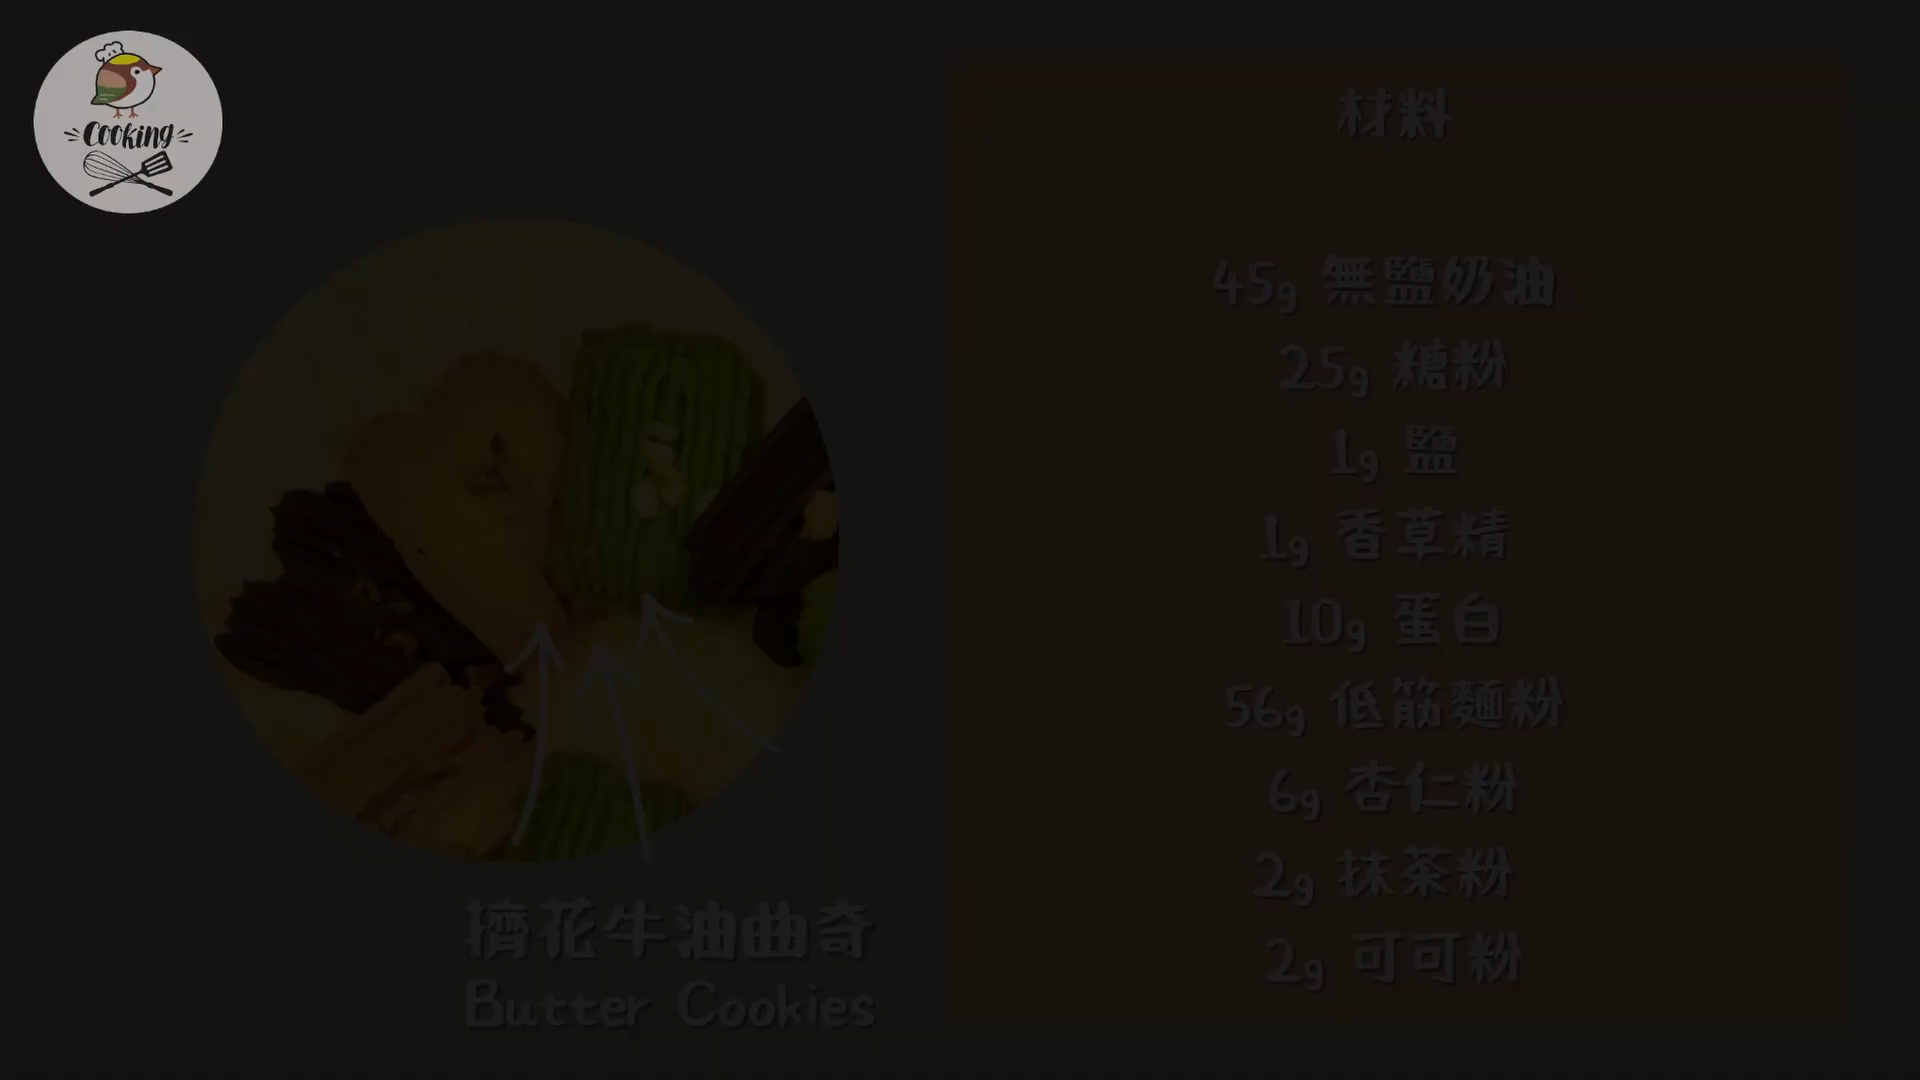 Cooking
材料
45g 無鹽奶油
25g 糖粉
1g 鹽
1g 香草精
10g 蛋白
56g 低筋麵粉
6g 杏仁粉
2g 抹茶粉
2g 可可粉
擠花牛油曲奇
Butter Cookies